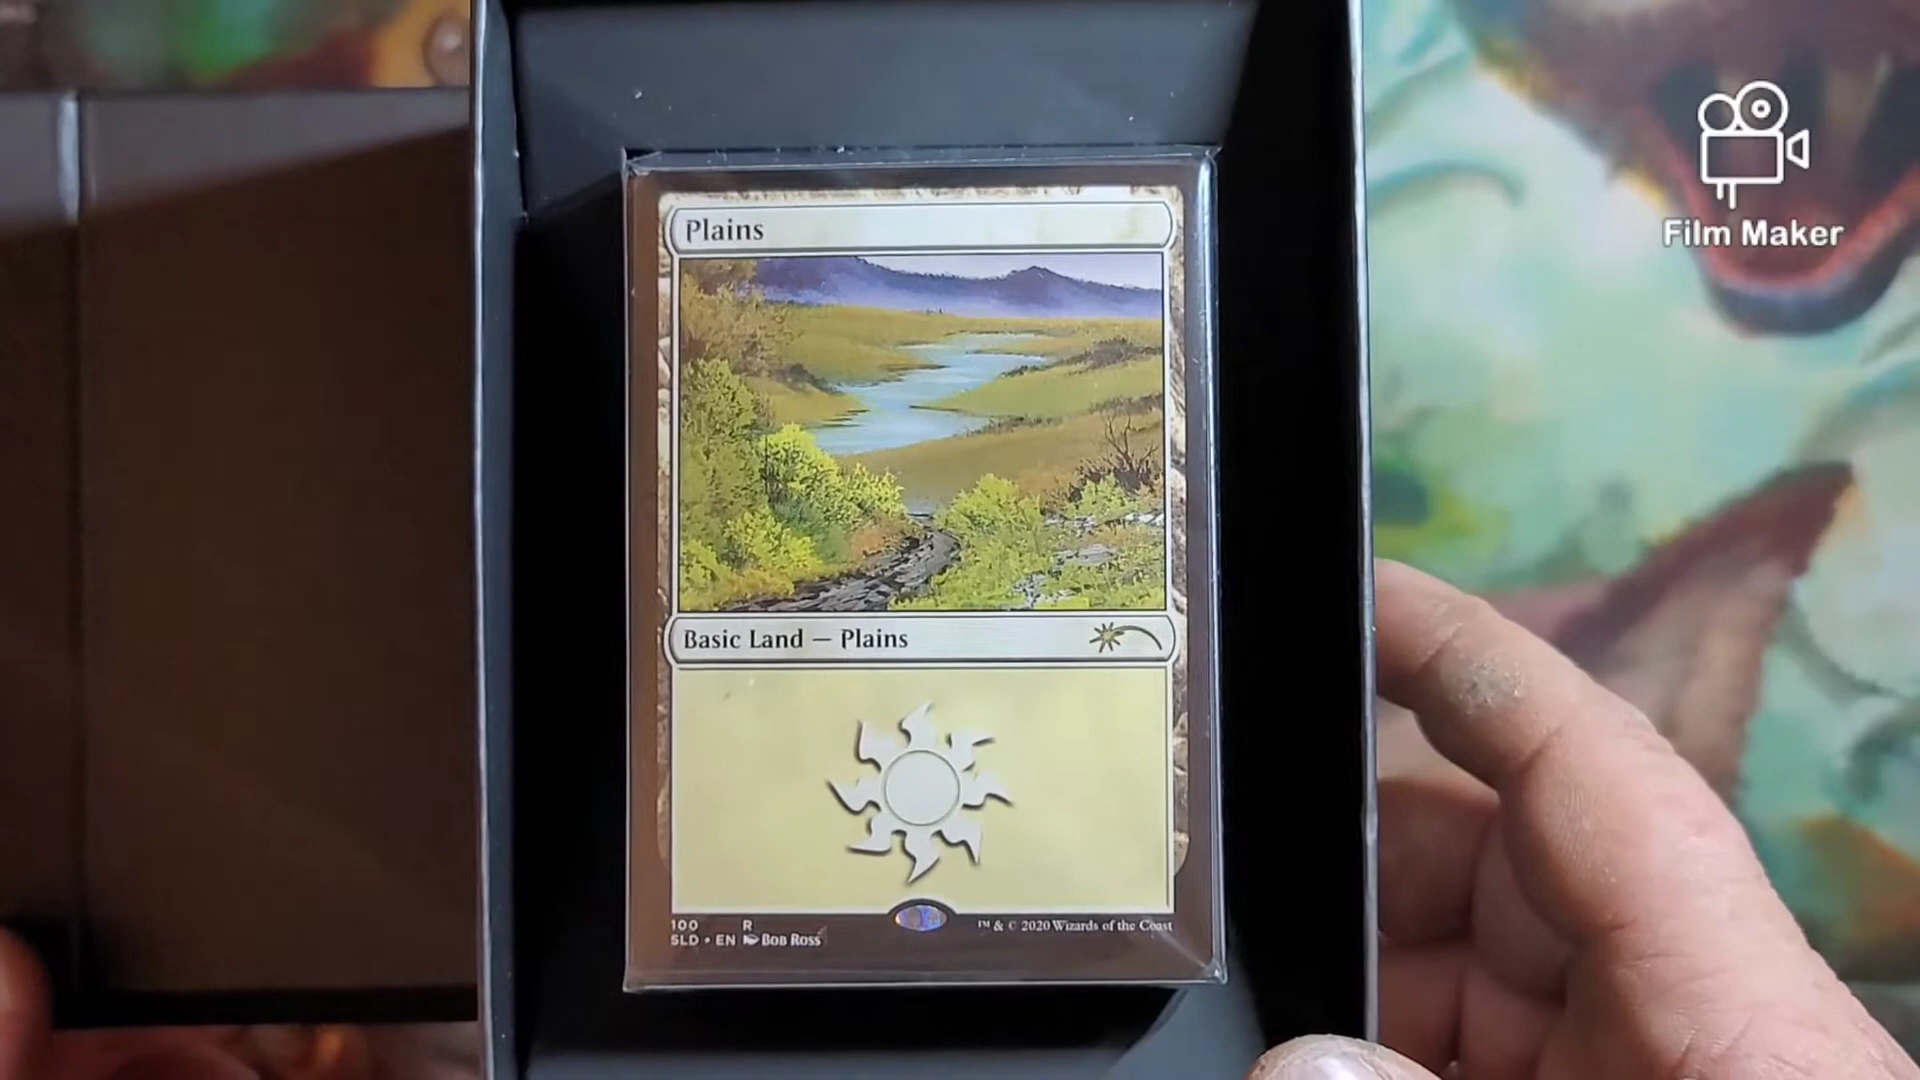 Plains
Film Maker
Basic Land — Plains
100 R
SLD • EN Bob Ross
™ & © 2020 Wizards of the Coast